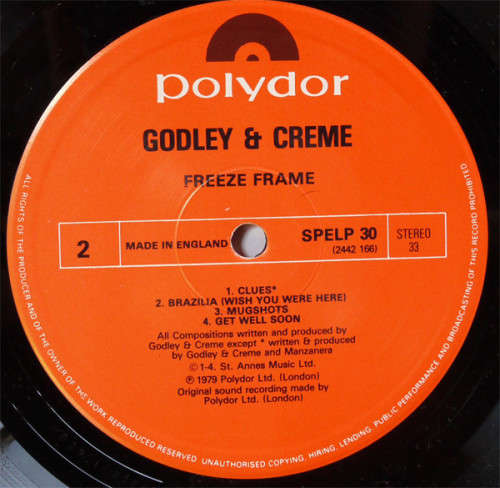 polydor
GODLEY & CREME
FREEZE FRAME
2
MADE IN ENGLAND
SPELP 30
(2442 166)
STEREO
33
1. CLUES*
2. BRAZILIA (WISH YOU WERE HERE)
3. MUGSHOTS
4. GET WELL SOON
All Compositions written and produced by
Godley & Creme except * written & produced
by Godley & Creme and Manzanera
© 1-4. St. Annes Music Ltd.
℗ 1979 Polydor Ltd. (London)
Original sound recording made by
Polydor Ltd. (London)
ALL RIGHTS OF THE PRODUCER AND OF THE OWNER OF THE WORK REPRODUCED RESERVED UNAUTHORISED COPYING, HIRING, LENDING, PUBLIC PERFORMANCE AND BROADCASTING OF THIS RECORD PROHIBITED